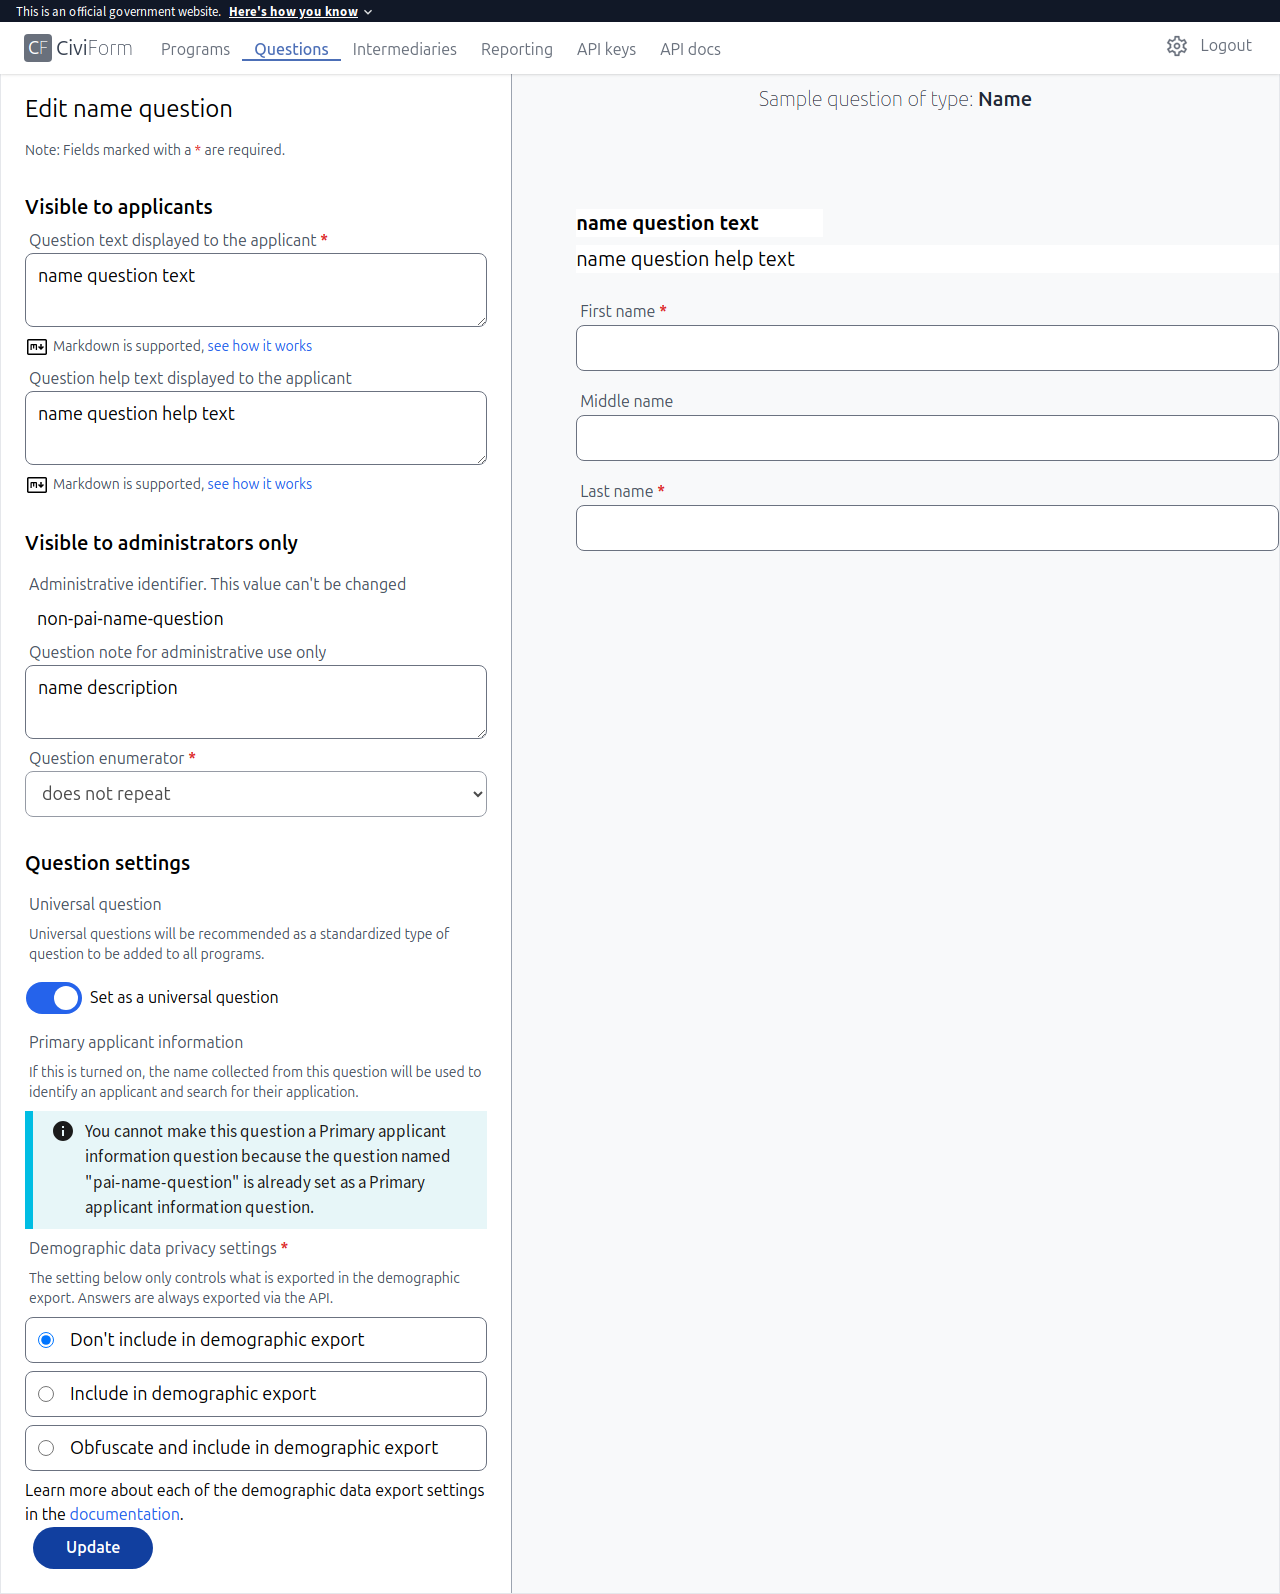 This is an official government website. Here's how you know
CF CiviForm Programs Questions Intermediaries Reporting API keys API docs Logout
Edit name question
Note: Fields marked with a * are required.
Visible to applicants
Question text displayed to the applicant *
name question text
Markdown is supported, see how it works
Question help text displayed to the applicant
name question help text
Markdown is supported, see how it works
Visible to administrators only
Administrative identifier. This value can't be changed
non-pai-name-question
Question note for administrative use only
name description
Question enumerator *
does not repeat
Question settings
Universal question
Universal questions will be recommended as a standardized type of
question to be added to all programs.
Set as a universal question
Primary applicant information
If this is turned on, the name collected from this question will be used to
identify an applicant and search for their application.
You cannot make this question a Primary applicant
information question because the question named
"pai-name-question" is already set as a Primary
applicant information question.
Demographic data privacy settings *
The setting below only controls what is exported in the demographic
export. Answers are always exported via the API.
Don't include in demographic export
Include in demographic export
Obfuscate and include in demographic export
Learn more about each of the demographic data export settings
in the documentation.
Update
Sample question of type: Name
name question text
name question help text
First name *
Middle name
Last name *